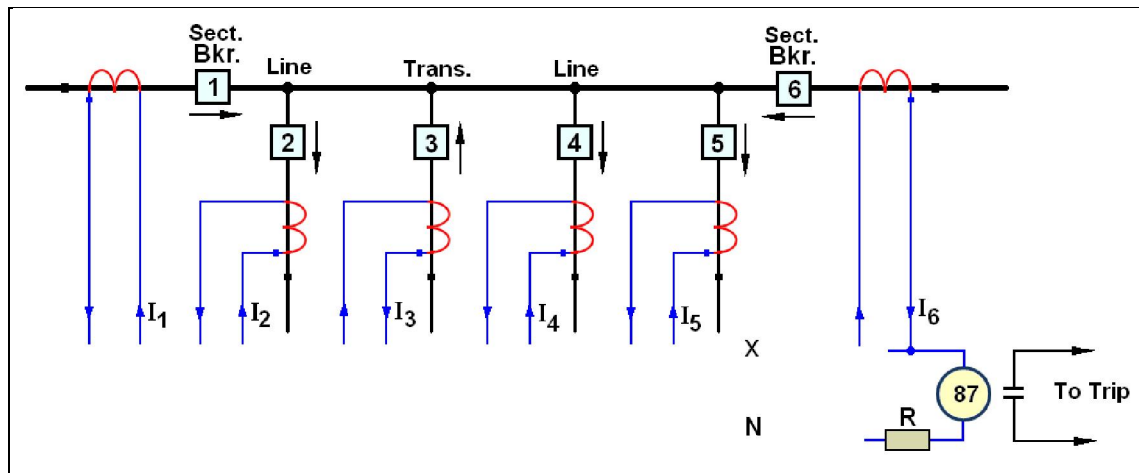 Sect.
Bkr.
Line
Trans.
Line
Sect.
Bkr.
1
6
2
3
4
5
I1
I2
I3
I4
I5
I6
X
87
To Trip
R
N